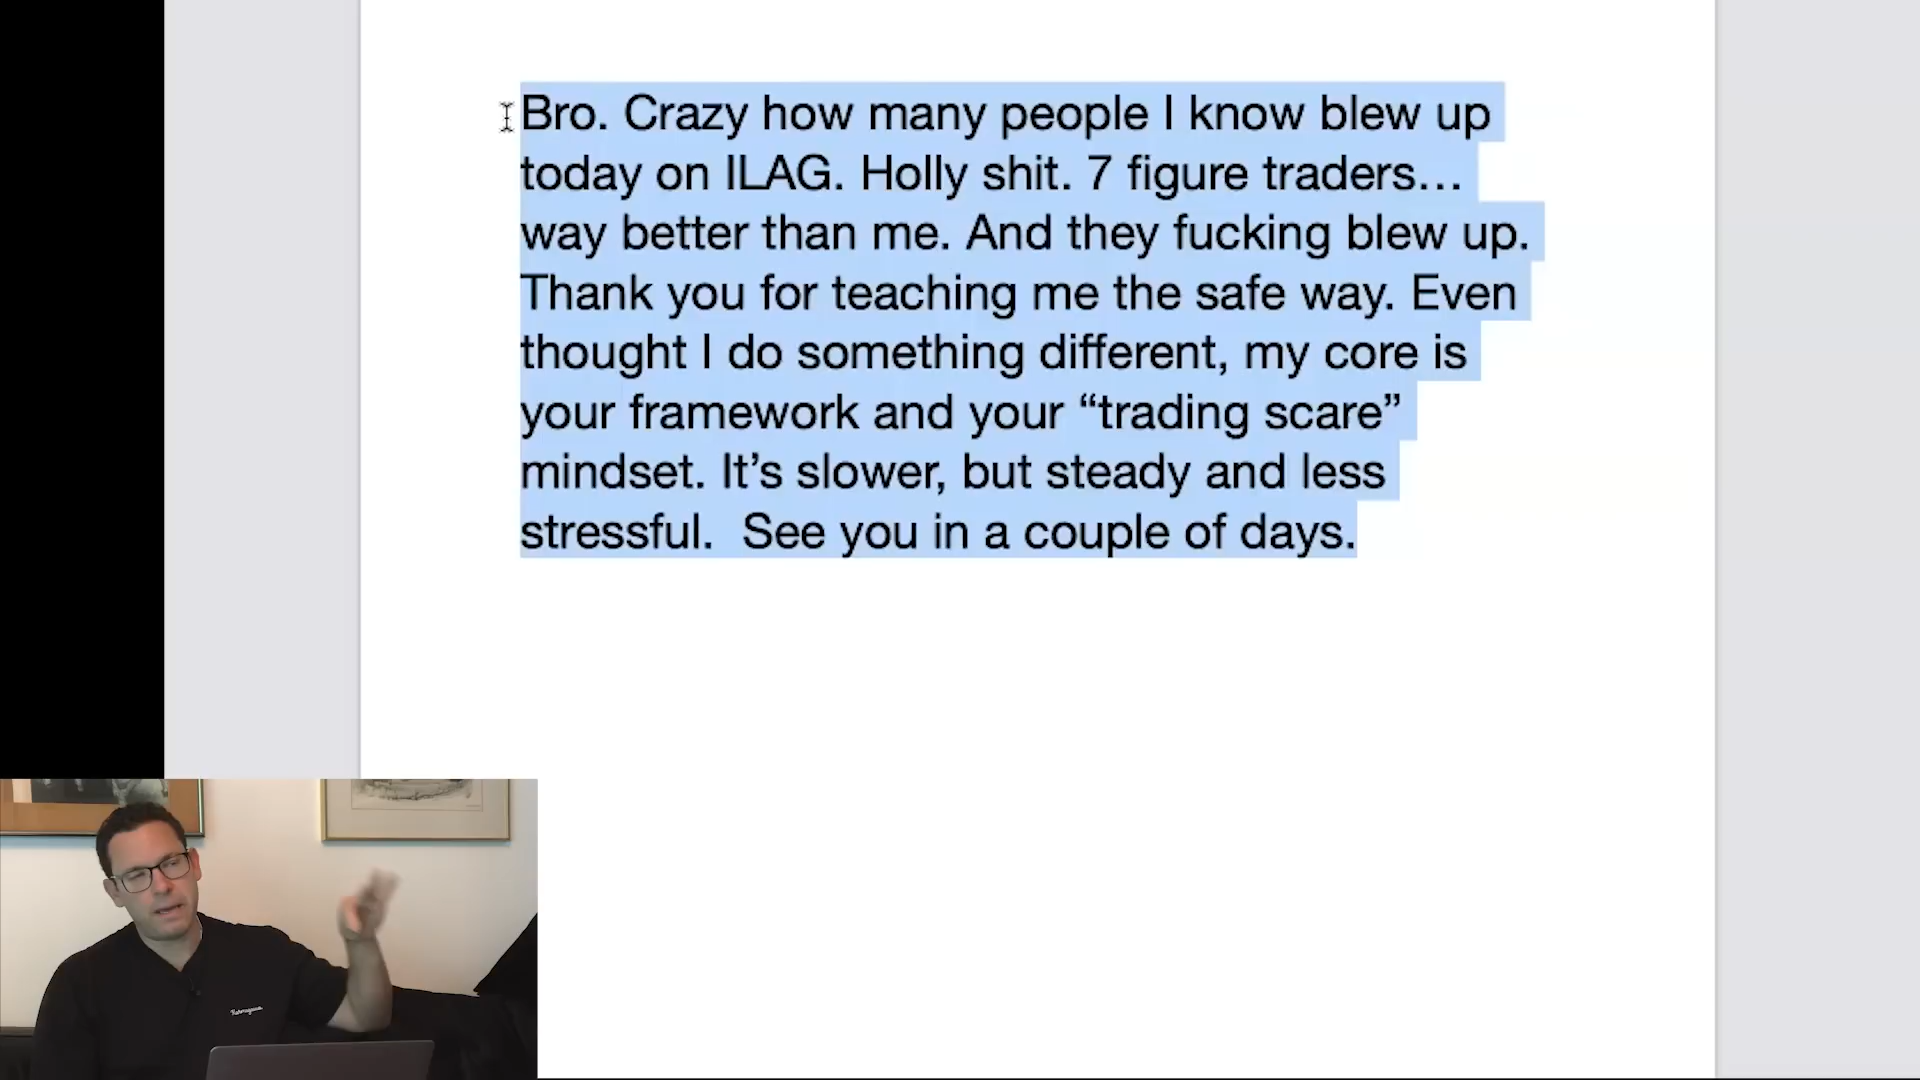 Bro. Crazy how many people I know blew up
today on ILAG. Holly shit. 7 figure traders...
way better than me. And they fucking blew up.
Thank you for teaching me the safe way. Even
thought I do something different, my core is
your framework and your “trading scare”
mindset. It’s slower, but steady and less
stressful.  See you in a couple of days.